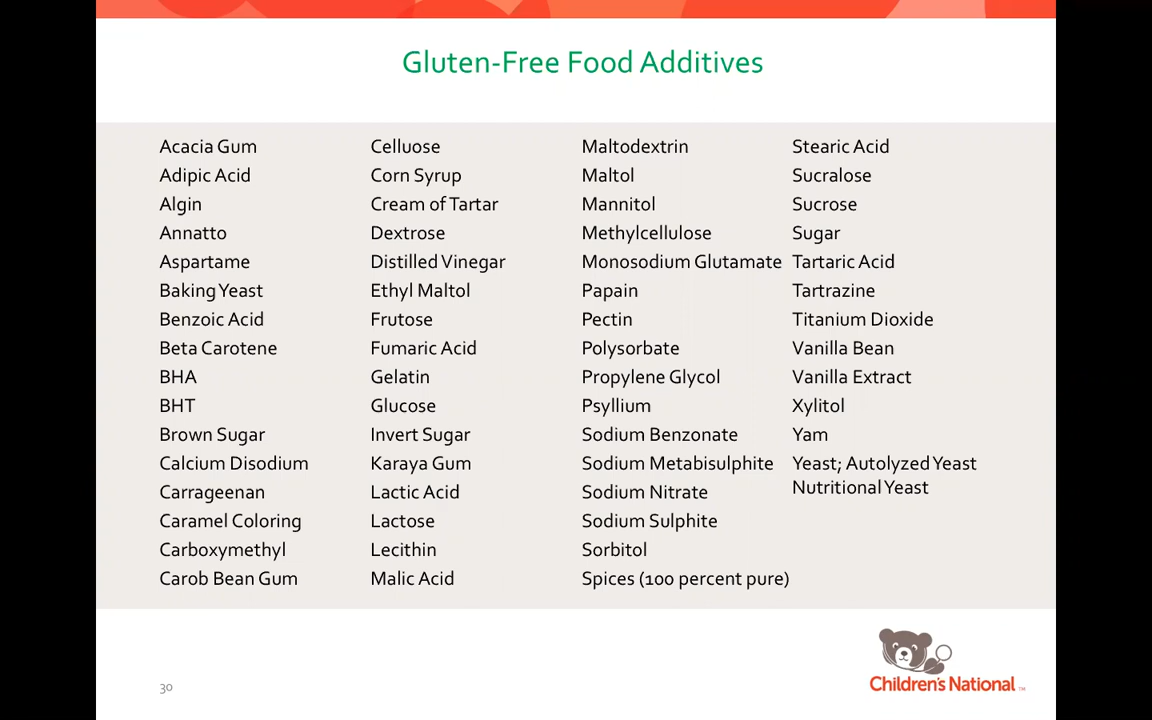 Gluten-Free Food Additives
Acacia Gum
Adipic Acid
Algin
Annatto
Aspartame
Baking Yeast
Benzoic Acid
Beta Carotene
BHA
BHT
Brown Sugar
Calcium Disodium
Carrageenan
Caramel Coloring
Carboxymethyl
Carob Bean Gum
Celluose
Corn Syrup
Cream of Tartar
Dextrose
Distilled Vinegar
Ethyl Maltol
Frutose
Fumaric Acid
Gelatin
Glucose
Invert Sugar
Karaya Gum
Lactic Acid
Lactose
Lecithin
Malic Acid
Maltodextrin
Maltol
Mannitol
Methylcellulose
Monosodium Glutamate
Papain
Pectin
Polysorbate
Propylene Glycol
Psyllium
Sodium Benzonate
Sodium Metabisulphite
Sodium Nitrate
Sodium Sulphite
Sorbitol
Spices (100 percent pure)
Stearic Acid
Sucralose
Sucrose
Sugar
Tartaric Acid
Tartrazine
Titanium Dioxide
Vanilla Bean
Vanilla Extract
Xylitol
Yam
Yeast; Autolyzed Yeast
Nutritional Yeast
30
Children's National ™